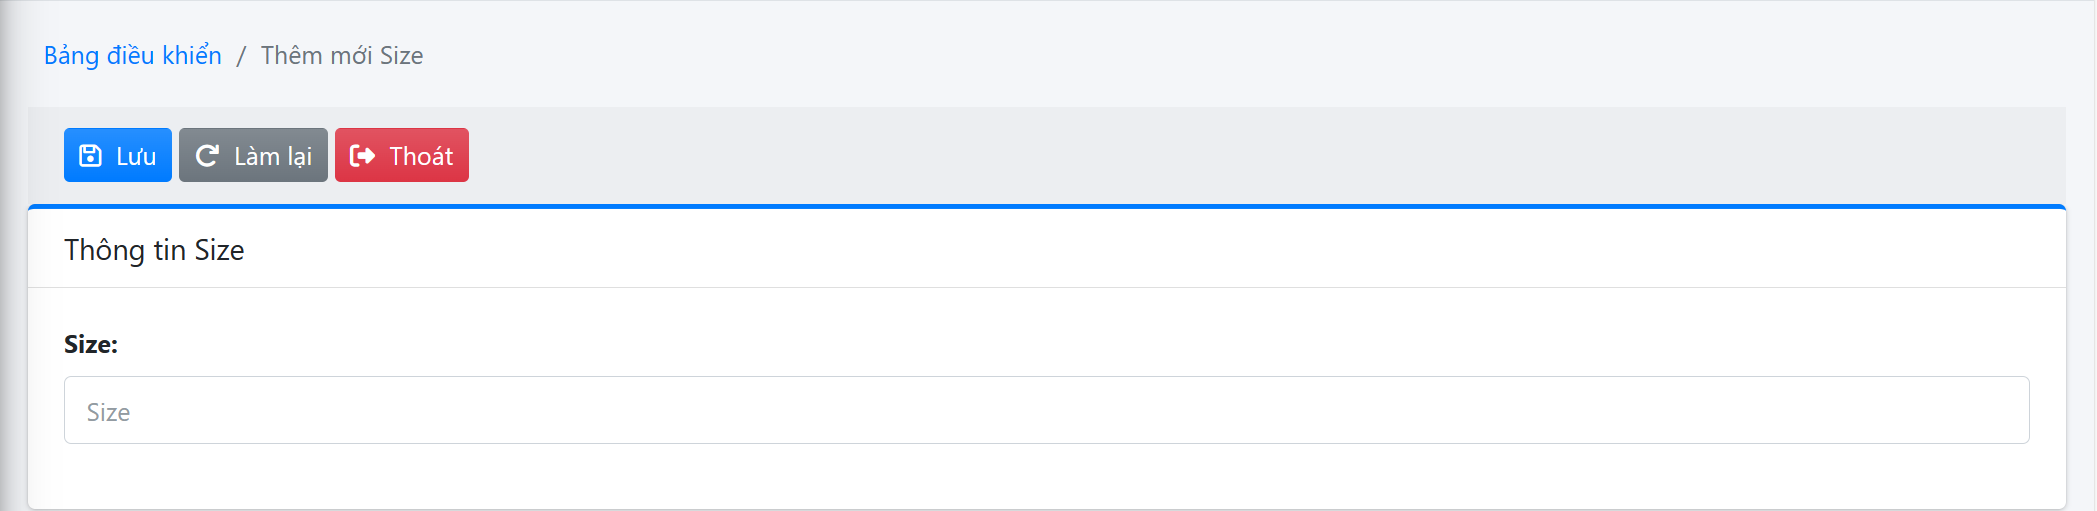 Bảng điều khiển / Thêm mới Size
Lưu Làm lại Thoát
Thông tin Size
Size:
Size